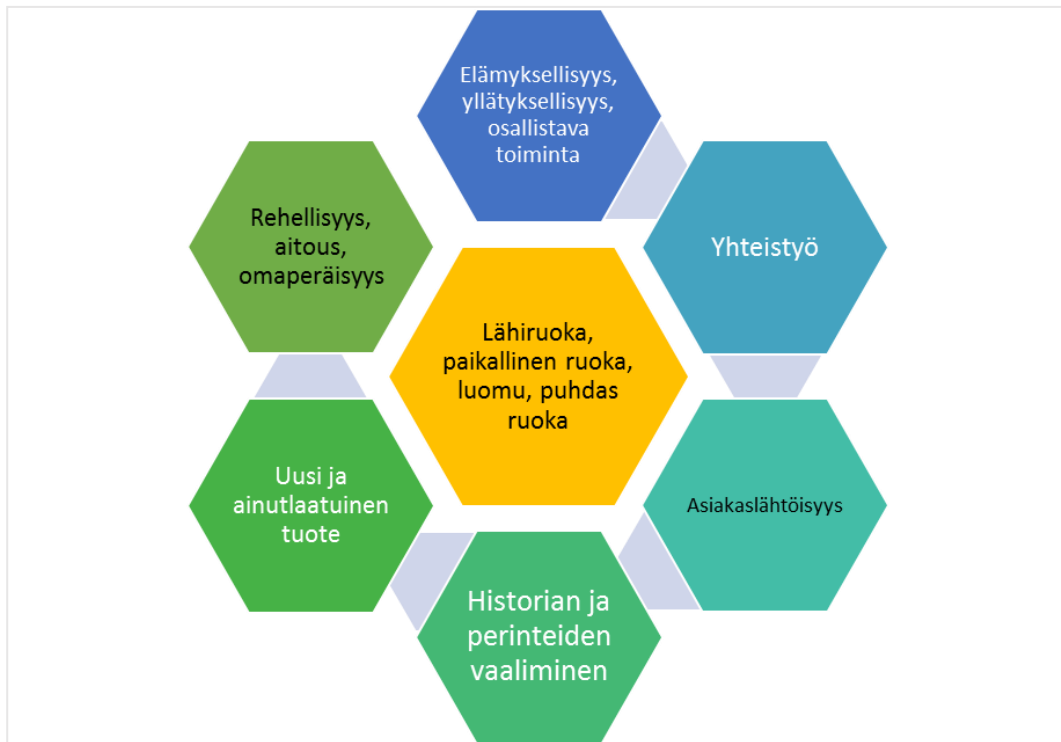 Elämyksellisyys,
yllätyksellisyys,
osallistava
toiminta
Yhteistyö
Asiakaslähtöisyys
Historian ja
perinteiden
vaaliminen
Uusi ja
ainutlaatuinen
tuote
Rehellisyys,
aitous,
omaperäisyys
Lähiruoka,
paikallinen ruoka,
luomu, puhdas
ruoka